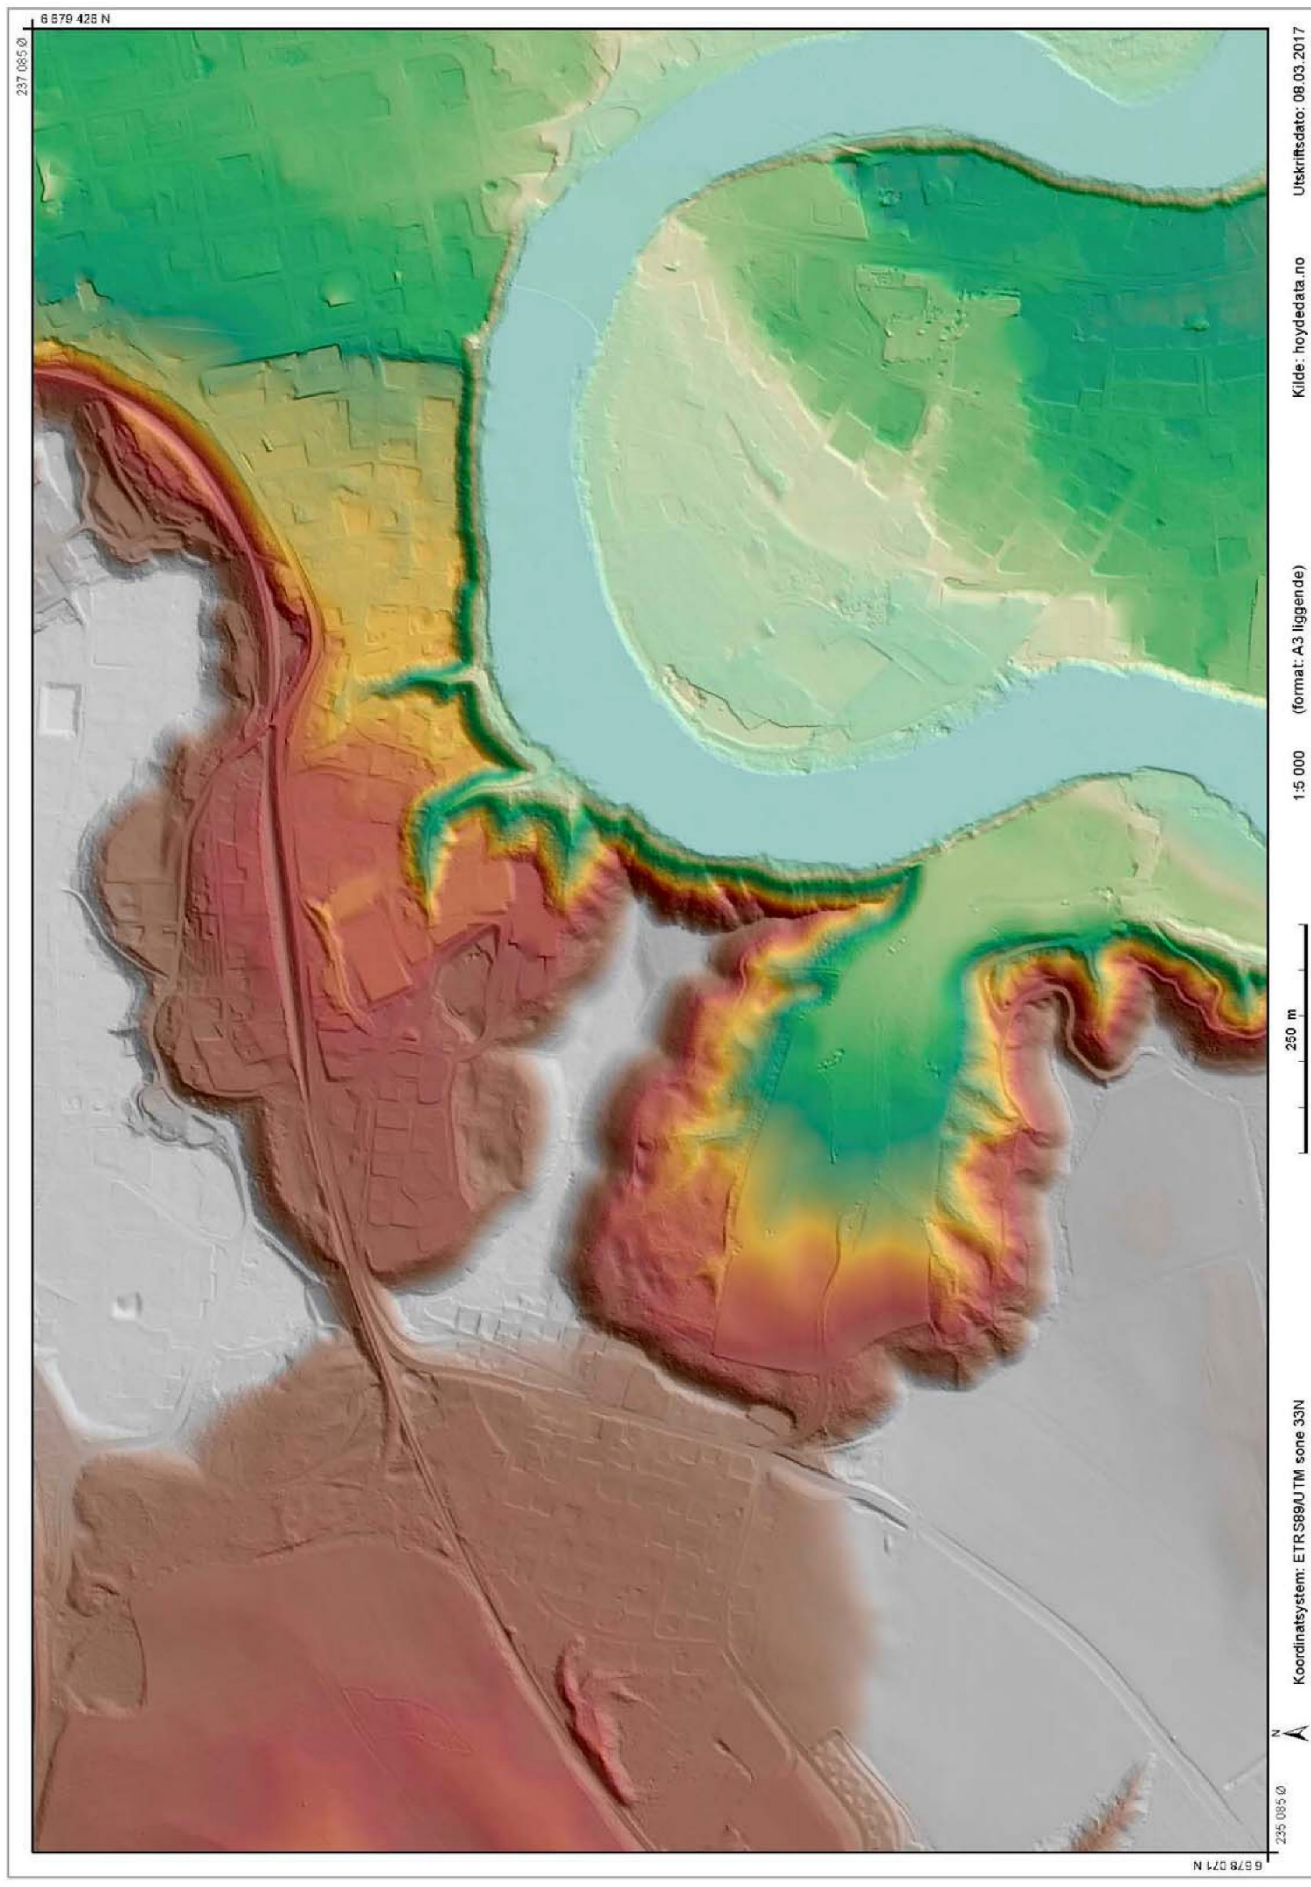 6 679 426 N
237 085 Ø
Koordinatsystem: ETRS89/UTM sone 33N
N
250 m
1:5 000 (format: A3 liggende)
Kilde: hoydedata.no
Utskriftsdato: 08.03.2017
235 085 Ø
6 678 071 N